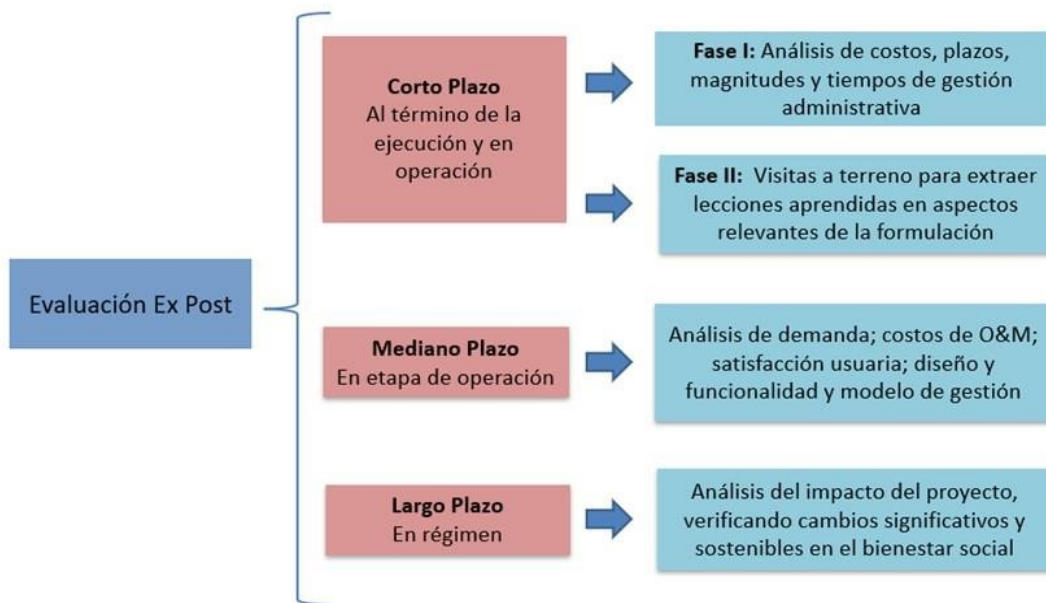 Evaluación Ex Post
Corto Plazo
Al término de la
ejecución y en
operación
Fase I: Análisis de costos, plazos,
magnitudes y tiempos de gestión
administrativa
Fase II: Visitas a terreno para extraer
lecciones aprendidas en aspectos
relevantes de la formulación
Mediano Plazo
En etapa de operación
Análisis de demanda; costos de O&M;
satisfacción usuaria; diseño y
funcionalidad y modelo de gestión
Largo Plazo
En régimen
Análisis del impacto del proyecto,
verificando cambios significativos y
sostenibles en el bienestar social